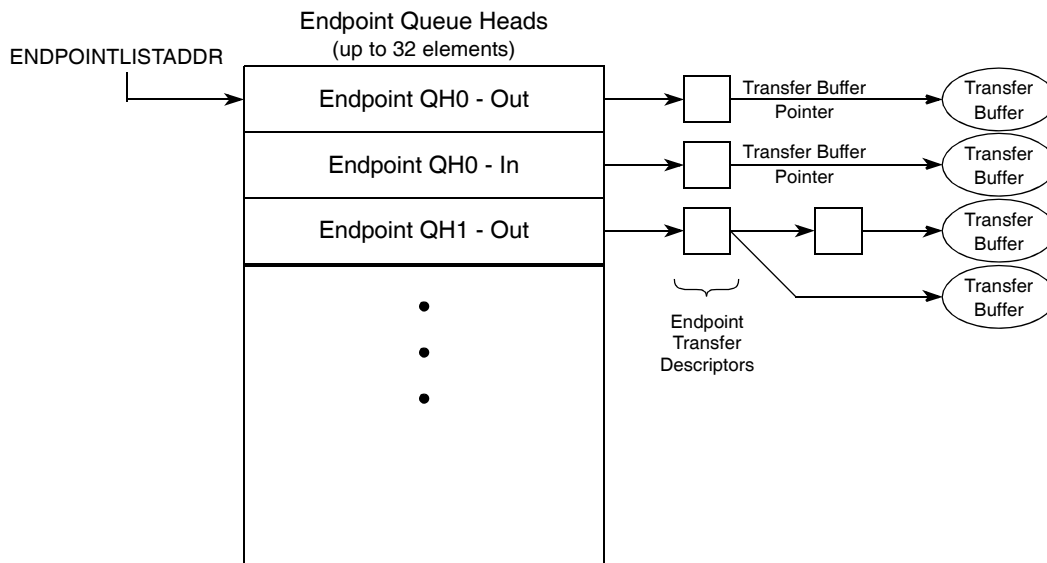 Endpoint Queue Heads
(up to 32 elements)
ENDPOINTLISTADDR
Endpoint QH0 - Out
Transfer Buffer
Pointer
Transfer
Buffer
Endpoint QH0 - In
Transfer Buffer
Pointer
Transfer
Buffer
Endpoint QH1 - Out
Transfer
Buffer
Transfer
Buffer
Endpoint
Transfer
Descriptors